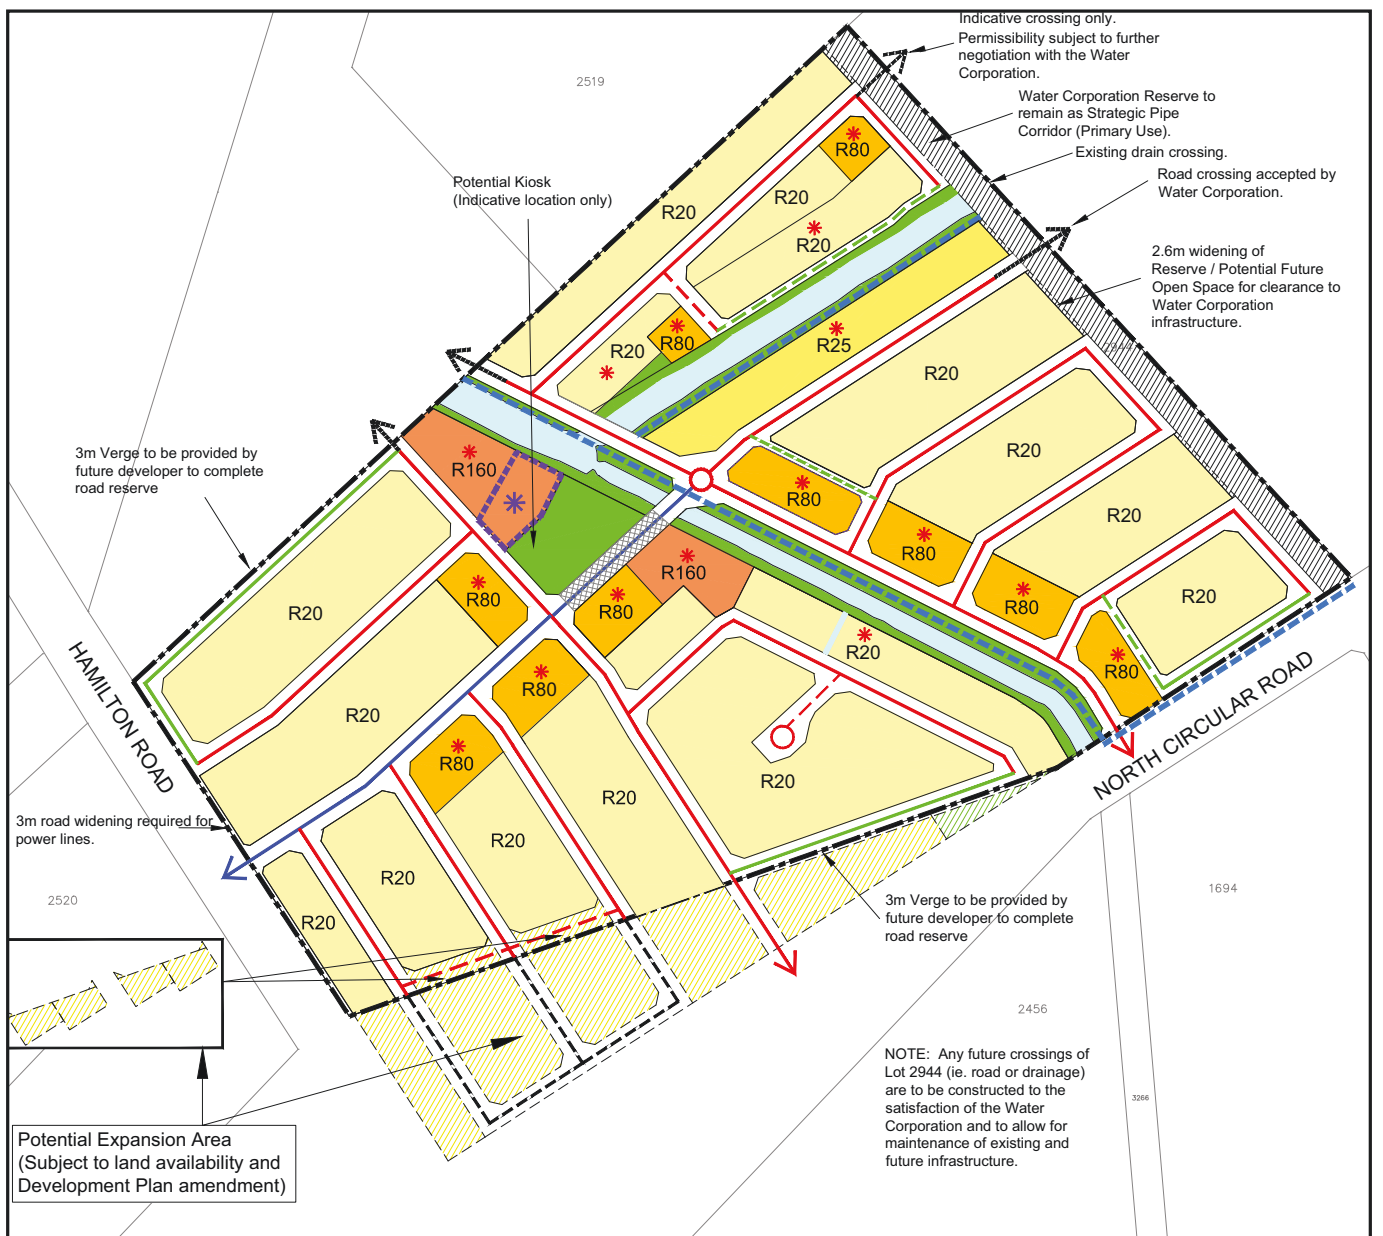 Indicative crossing only.
Permissibility subject to further
negotiation with the Water
Corporation.
2519
Water Corporation Reserve to
remain as Strategic Pipe
Corridor (Primary Use).
Existing drain crossing.
Road crossing accepted by
Water Corporation.
Potential Kiosk
(Indicative location only)
2.6m widening of
Reserve / Potential Future
Open Space for clearance to
Water Corporation
infrastructure.
R80
R20
R20
R20
R80
R20
R25
2944
R20
R20
R20
R20
R160
R80
R80
R80
R80
3m Verge to be provided by
future developer to complete
road reserve
R20
R80
R80
R160
R20
R80
R20
R80
R20
R20
R20
R20
R20
HAMILTON ROAD
NORTH CIRCULAR ROAD
3m road widening required for
power lines.
2520
3m Verge to be provided by
future developer to complete
road reserve
1694
2456
3266
NOTE:  Any future crossings of
Lot 2944 (ie. road or drainage)
are to be constructed to the
satisfaction of the Water
Corporation and to allow for
maintenance of existing and
future infrastructure.
Potential Expansion Area
(Subject to land availability and
Development Plan amendment)